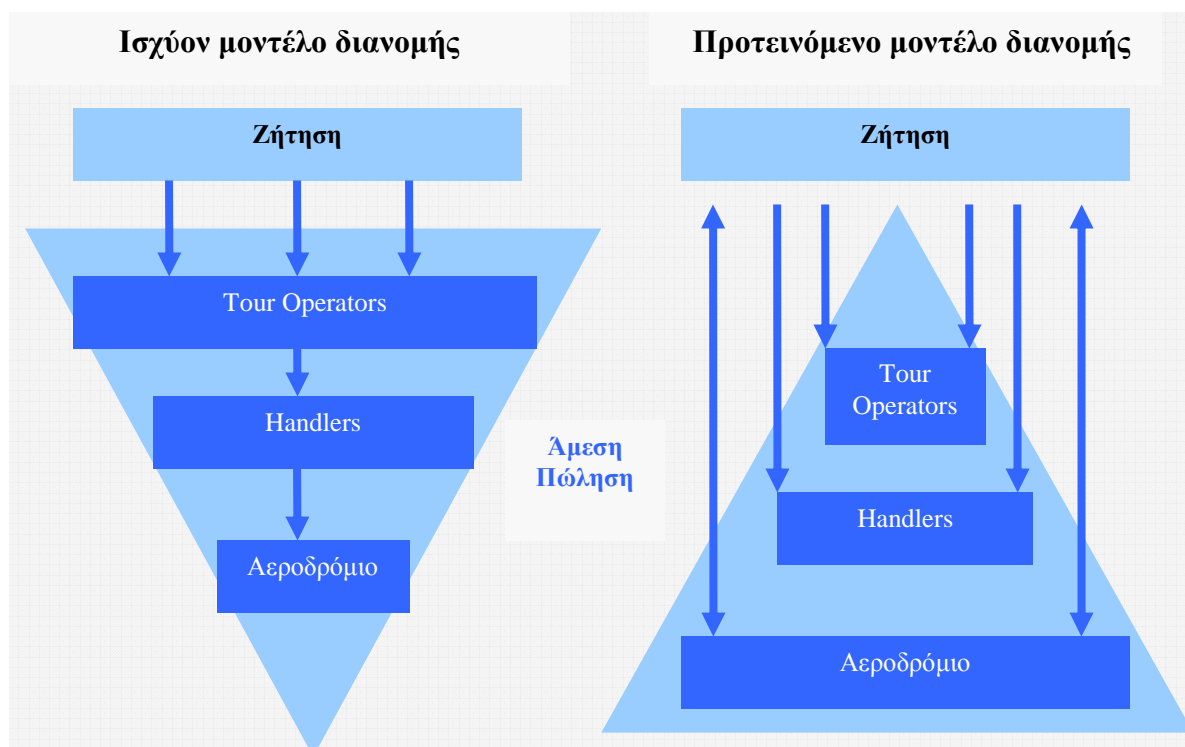 Ισχύον μοντέλο διανομής
Ζήτηση
Tour Operators
Handlers
Αεροδρόμιο
Άμεση
Πώληση
Προτεινόμενο μοντέλο διανομής
Ζήτηση
Tour
Operators
Handlers
Αεροδρόμιο